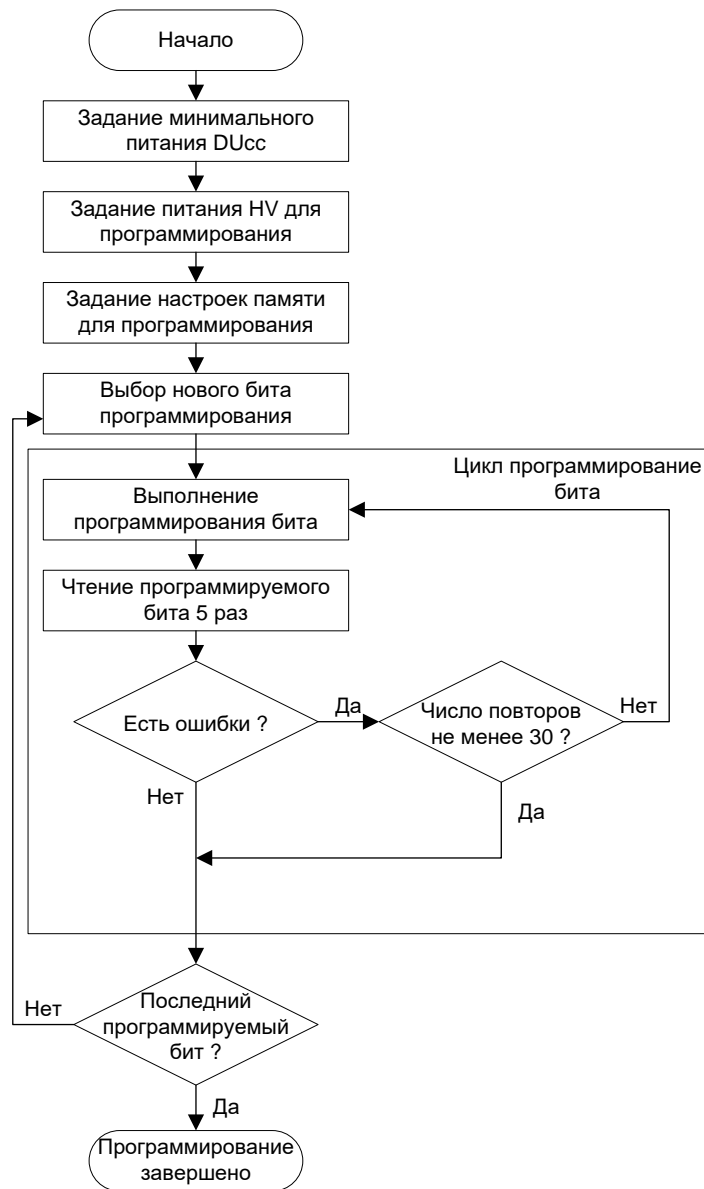 Начало
Задание минимального
питания DUcc
Задание питания HV для
программирования
Задание настроек памяти
для программирования
Выбор нового бита
программирования
Цикл программирование
бита
Выполнение
программирования бита
Чтение программируемого
бита 5 раз
Есть ошибки ?
Да
Число повторов
не менее 30 ?
Нет
Нет
Да
Нет
Последний
программируемый
бит ?
Да
Программирование
завершено